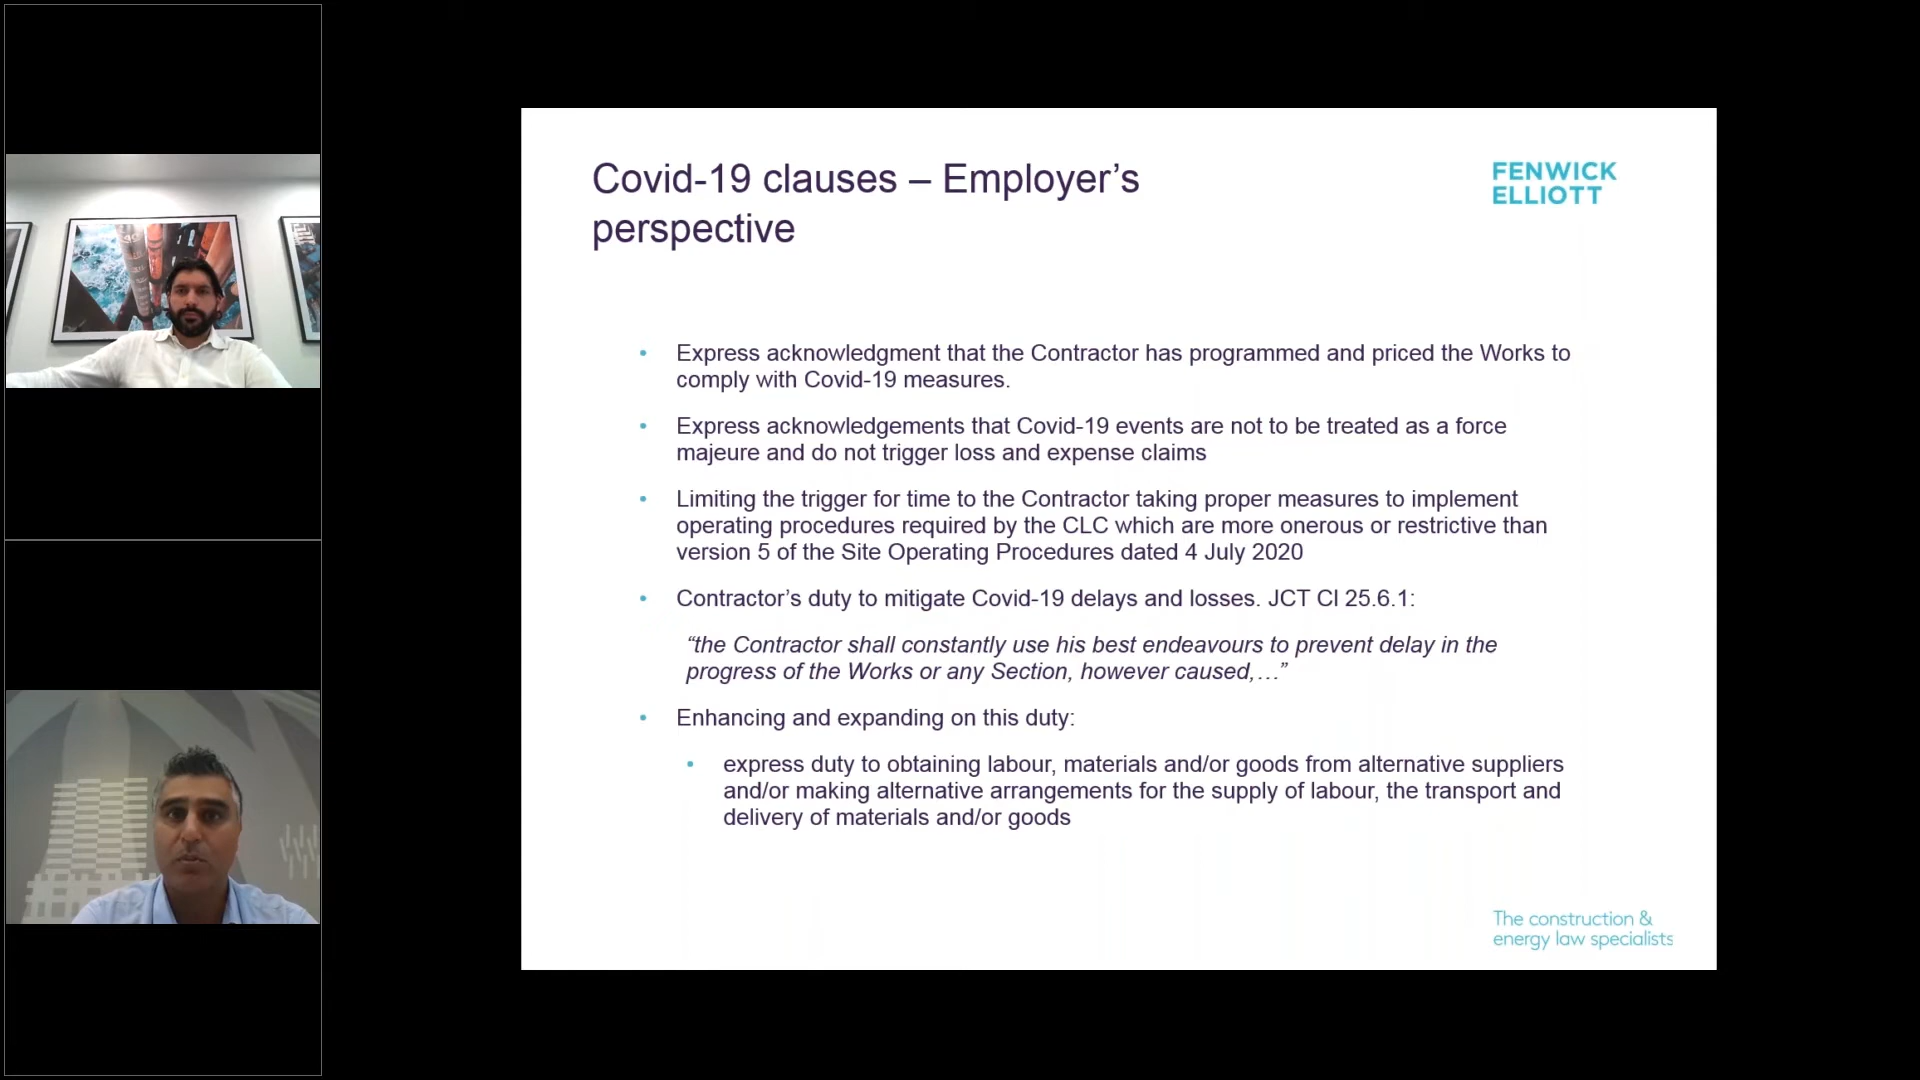 Covid-19 clauses – Employer’s
perspective
FENWICK
ELLIOTT
• Express acknowledgment that the Contractor has programmed and priced the Works to
comply with Covid-19 measures.
• Express acknowledgements that Covid-19 events are not to be treated as a force
majeure and do not trigger loss and expense claims
• Limiting the trigger for time to the Contractor taking proper measures to implement
operating procedures required by the CLC which are more onerous or restrictive than
version 5 of the Site Operating Procedures dated 4 July 2020
• Contractor’s duty to mitigate Covid-19 delays and losses. JCT Cl 25.6.1:
“the Contractor shall constantly use his best endeavours to prevent delay in the
progress of the Works or any Section, however caused,…”
• Enhancing and expanding on this duty:
• express duty to obtaining labour, materials and/or goods from alternative suppliers
and/or making alternative arrangements for the supply of labour, the transport and
delivery of materials and/or goods
The construction &
energy law specialists